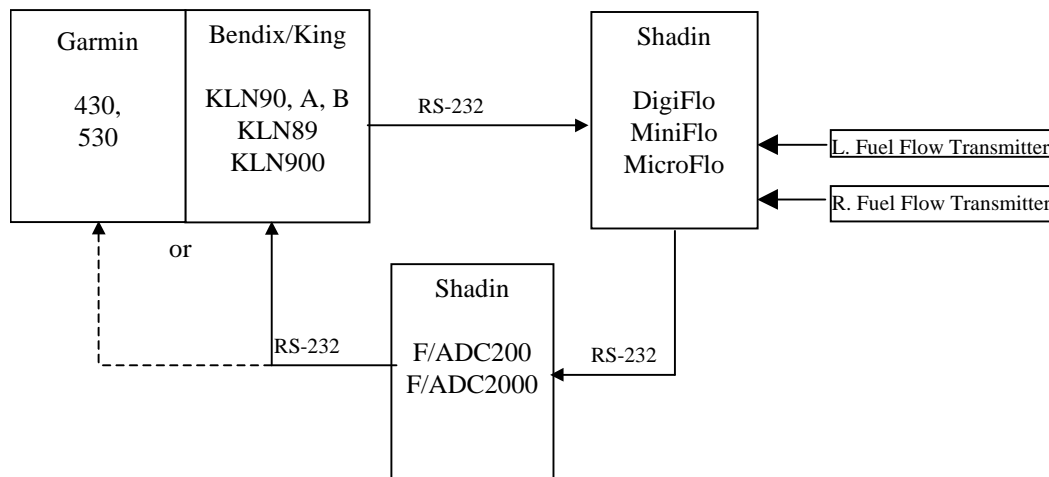 Garmin
430,
530
Bendix/King
KLN90, A, B
KLN89
KLN900
RS-232
Shadin
DigiFlo
MiniFlo
MicroFlo
L. Fuel Flow Transmitter
R. Fuel Flow Transmitter
or
RS-232
Shadin
F/ADC200
F/ADC2000
RS-232